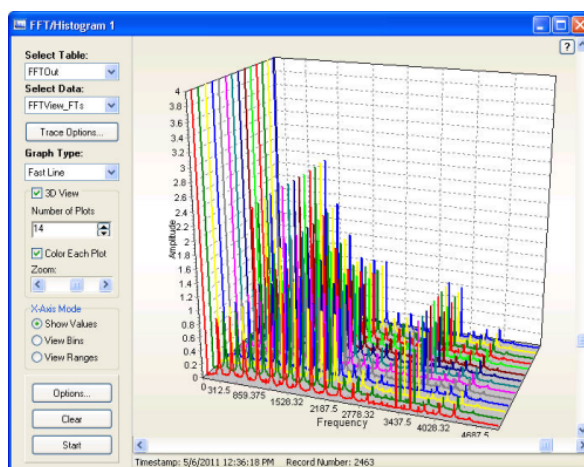 FFT/Histogram 1
?
Select Table:
FFTOut
Select Data:
FFTView_FTs
Trace Options...
Graph Type:
Fast Line
3D View
Number of Plots
14
Color Each Plot
Zoom:
X-Axis Mode
Show Values
View Bins
View Ranges
Options...
Clear
Start
4
3.8
3.6
3.4
3.2
3
2.8
2.6
2.4
2.2
2
1.8
1.6
1.4
1.2
1
0.8
0.6
0.4
0.2
0
Amplitude
0
312.5
859.375
1528.32
2187.5
2778.32
3437.5
4028.32
4687.5
Frequency
Timestamp: 5/6/2011 12:36:18 PM Record Number: 2463